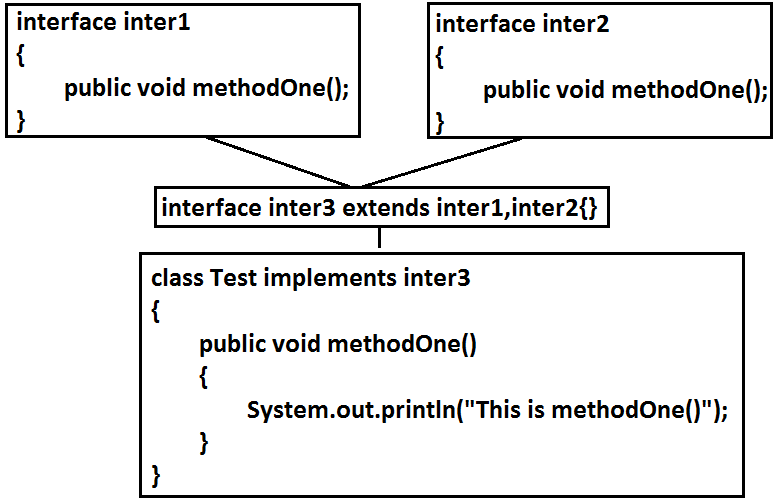 interface inter1
{
public void methodOne();
}
interface inter2
{
public void methodOne();
}
interface inter3 extends inter1,inter2{}
class Test implements inter3
{
public void methodOne()
{
System.out.println("This is methodOne()");
}
}